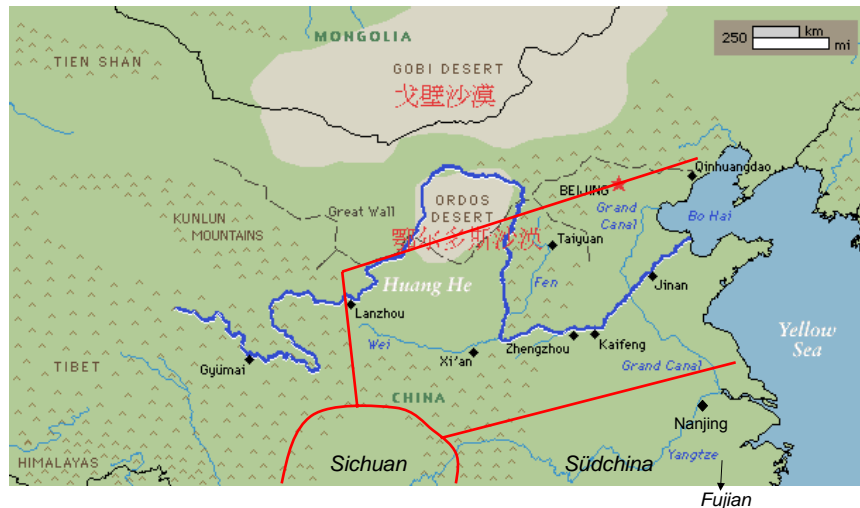 MONGOLIA
250
km
mi
TIEN SHAN
GOBI DESERT
戈壁沙漠
Qinhuangdao
BEIJING
ORDOS
DESERT
Great Wall
Grand
Canal
Bo Hai
KUNLUN
MOUNTAINS
鄂尔多斯沙漠
Taiyuan
Huang He
Fen
Jinan
Lanzhou
Yellow
Sea
Wei
Zhengzhou
Kaifeng
Gyümai
Xi'an
TIBET
Grand Canal
CHINA
Nanjing
HIMALAYAS
Sichuan
Südchina
Yangtze
Fujian